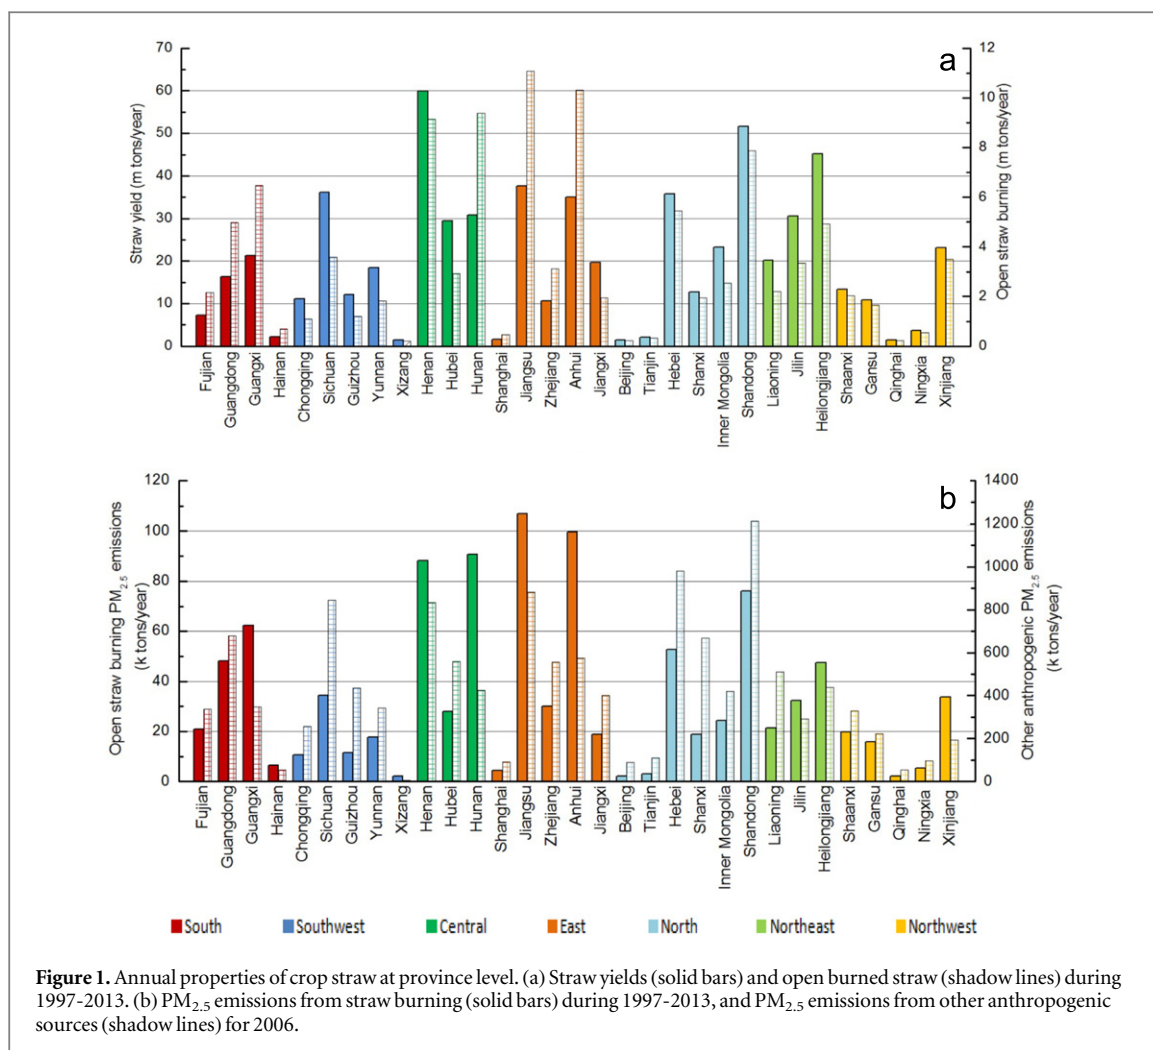 a
70
60
50
40
30
20
10
0
Straw yield (m tons/year)
12
10
8
6
4
2
0
Open straw burning (m tons/year)
Fujian
Guangdong
Guangxi
Hainan
Chongqing
Sichuan
Guizhou
Yunnan
Xizang
Henan
Hubei
Hunan
Shanghai
Jiangsu
Zhejiang
Anhui
Jiangxi
Beijing
Tianjin
Hebei
Shanxi
Inner Mongolia
Shandong
Liaoning
Jilin
Heilongjiang
Shaanxi
Gansu
Qinghai
Ningxia
Xinjiang
b
120
100
80
60
40
20
0
Open straw burning PM2.5 emissions
(k tons/year)
1400
1200
1000
800
600
400
200
0
Other anthropogenic PM2.5 emissions
(k tons/year)
Fujian
Guangdong
Guangxi
Hainan
Chongqing
Sichuan
Guizhou
Yunnan
Xizang
Henan
Hubei
Hunan
Shanghai
Jiangsu
Zhejiang
Anhui
Jiangxi
Beijing
Tianjin
Hebei
Shanxi
Inner Mongolia
Shandong
Liaoning
Jilin
Heilongjiang
Shaanxi
Gansu
Qinghai
Ningxia
Xinjiang
South Southwest Central East North Northeast Northwest
Figure 1. Annual properties of crop straw at province level. (a) Straw yields (solid bars) and open burned straw (shadow lines) during
1997-2013. (b) PM2.5 emissions from straw burning (solid bars) during 1997-2013, and PM2.5 emissions from other anthropogenic
sources (shadow lines) for 2006.